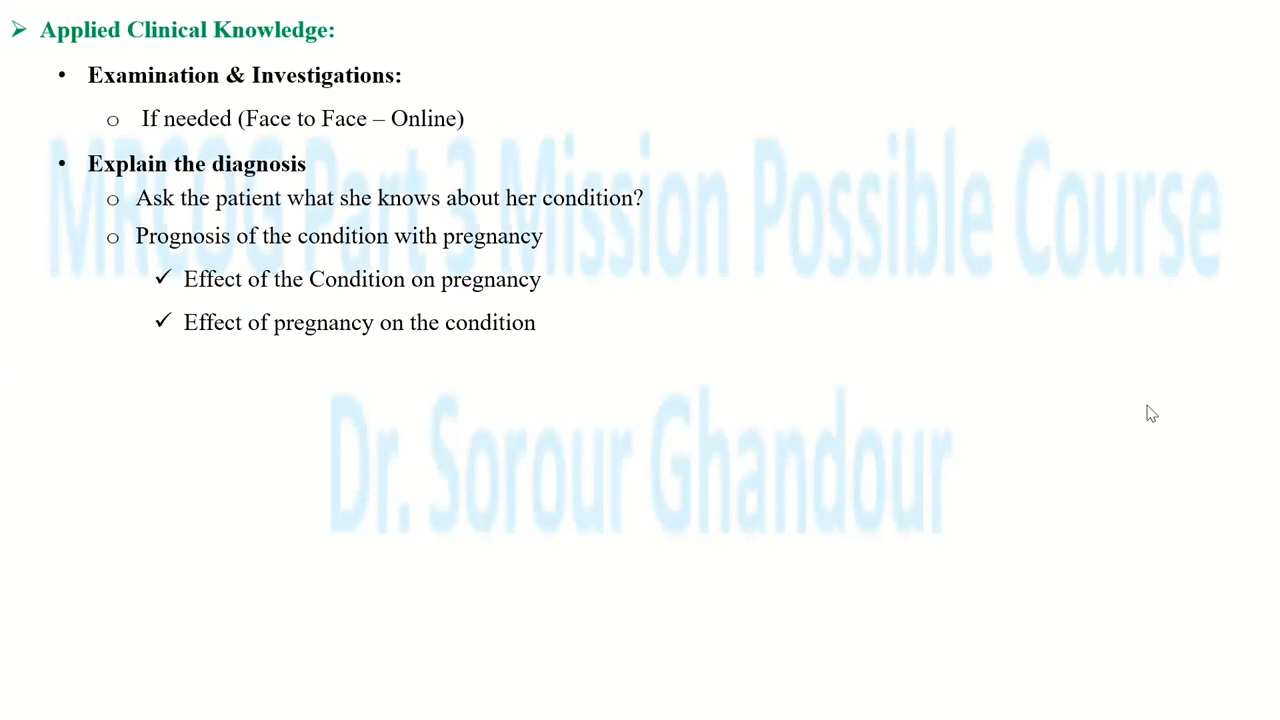 ➢ Applied Clinical Knowledge:
• Examination & Investigations:
o If needed (Face to Face – Online)
• Explain the diagnosis
o Ask the patient what she knows about her condition?
o Prognosis of the condition with pregnancy
✓ Effect of the Condition on pregnancy
✓ Effect of pregnancy on the condition
MRCOG Part 3 Mission Possible Course
Dr. Sorour Ghandour